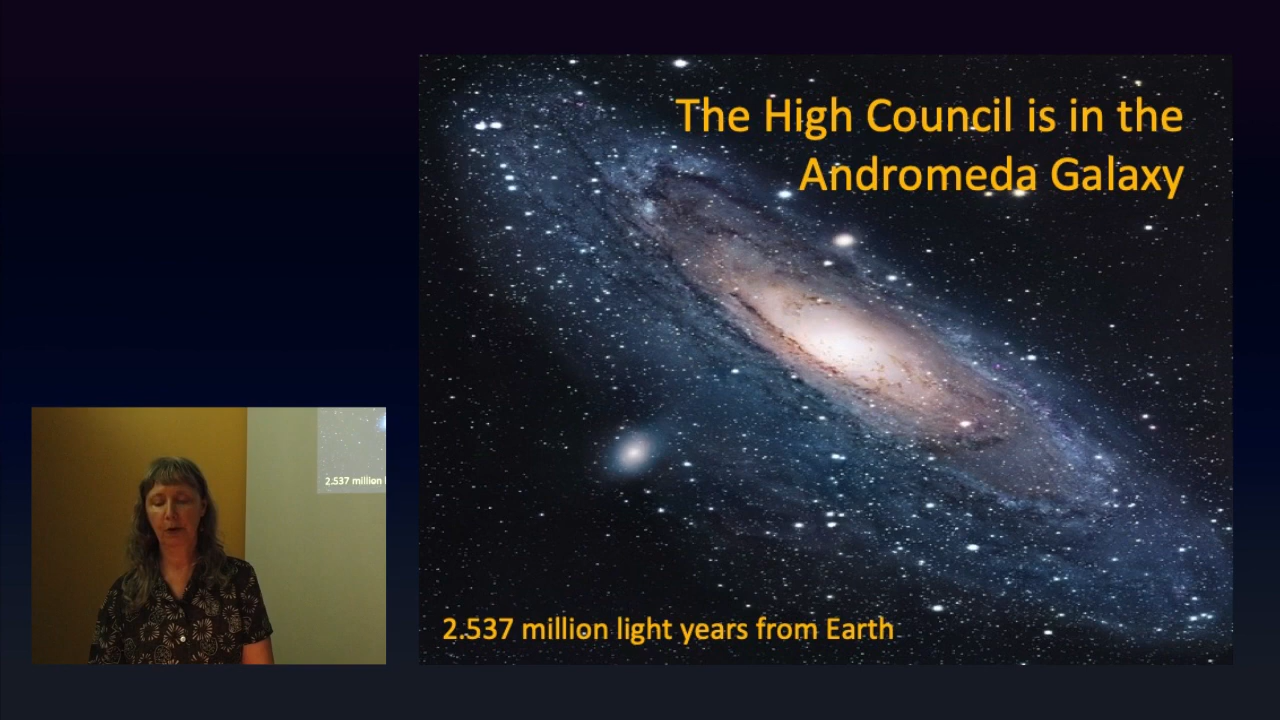 The High Council is in the
Andromeda Galaxy
2.537 million light years from Earth
2.537 million